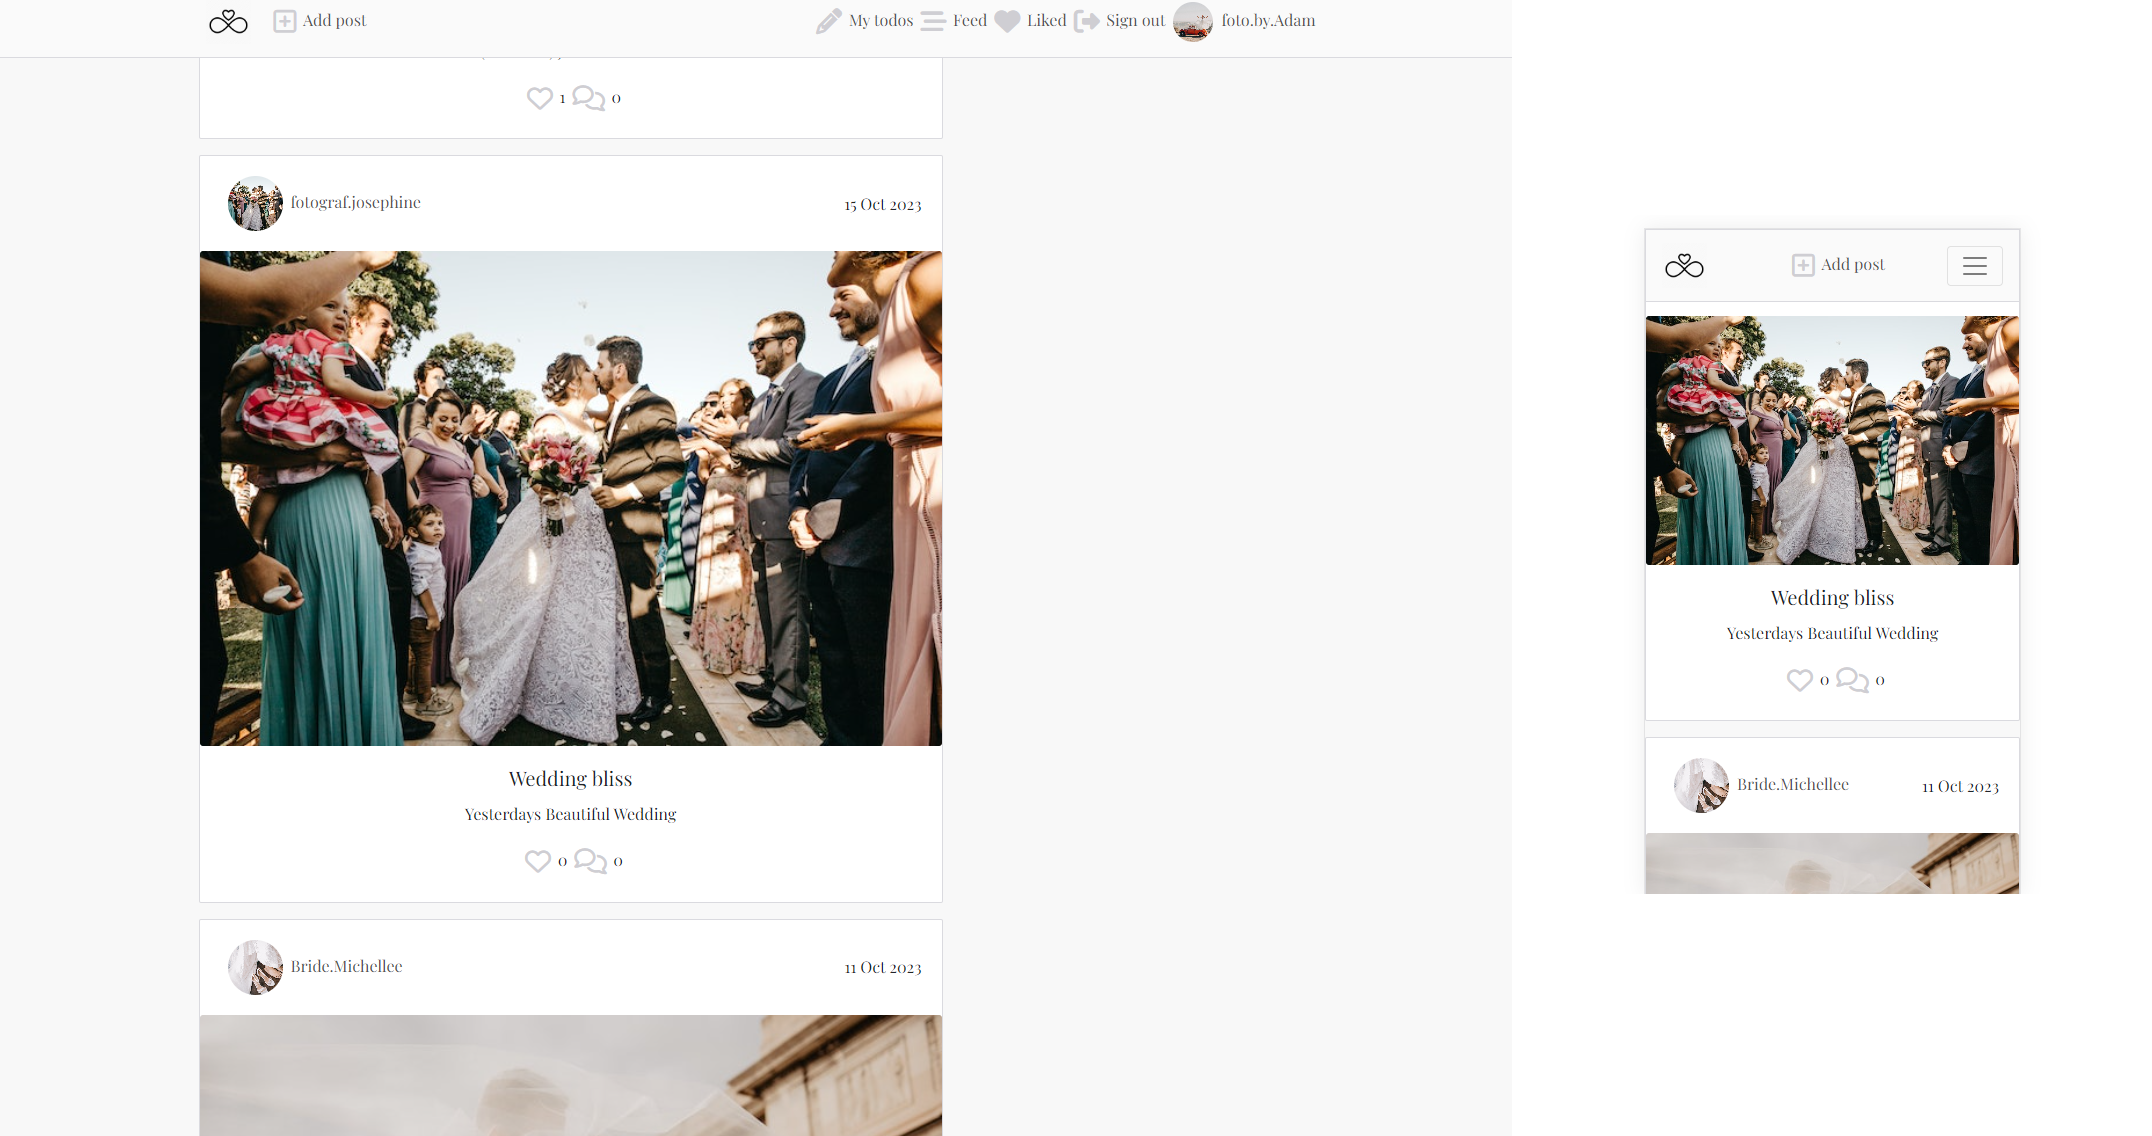 Add post
My todos Feed Liked Sign out foto.by.Adam
1 0
fotograf.josephine 15 Oct 2023
Wedding bliss
Yesterdays Beautiful Wedding
0 0
Bride.Michellee 11 Oct 2023
Add post
Wedding bliss
Yesterdays Beautiful Wedding
0 0
Bride.Michellee 11 Oct 2023